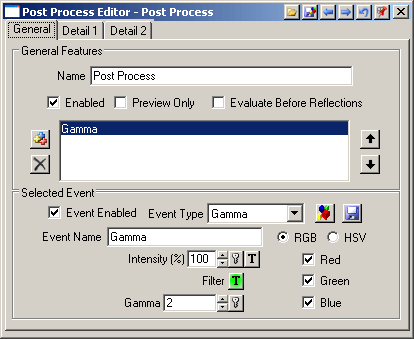 Post Process Editor - Post Process
General Detail 1 Detail 2
General Features
Name Post Process
Enabled Preview Only Evaluate Before Reflections
Gamma
Selected Event
Event Enabled Event Type Gamma
Event Name Gamma RGB HSV
Intensity (%) 100 T Red
Filter T Green
Gamma 2 Blue